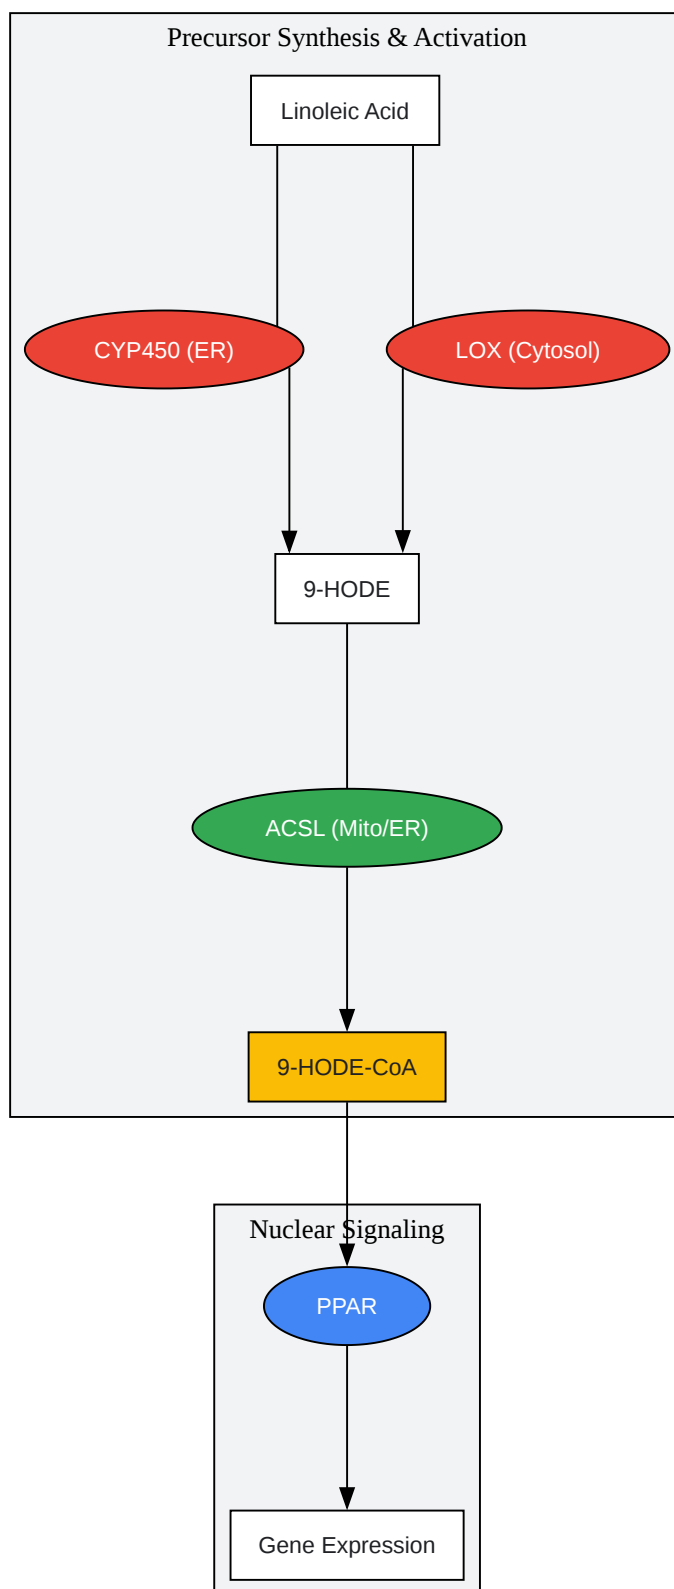 Precursor Synthesis & Activation
Linoleic Acid
CYP450 (ER)
LOX (Cytosol)
9-HODE
ACSL (Mito/ER)
9-HODE-CoA
Nuclear Signaling
PPAR
Gene Expression